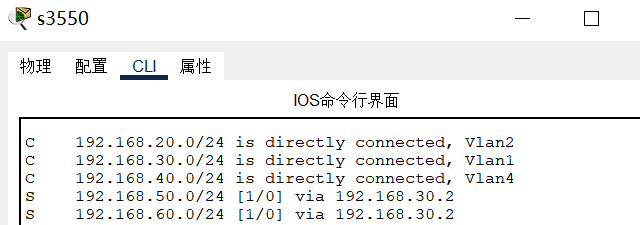 s3550
物理 配置 CLI 属性
IOS命令行界面
C    192.168.20.0/24 is directly connected, Vlan2
C    192.168.30.0/24 is directly connected, Vlan1
C    192.168.40.0/24 is directly connected, Vlan4
S    192.168.50.0/24 [1/0] via 192.168.30.2
S    192.168.60.0/24 [1/0] via 192.168.30.2